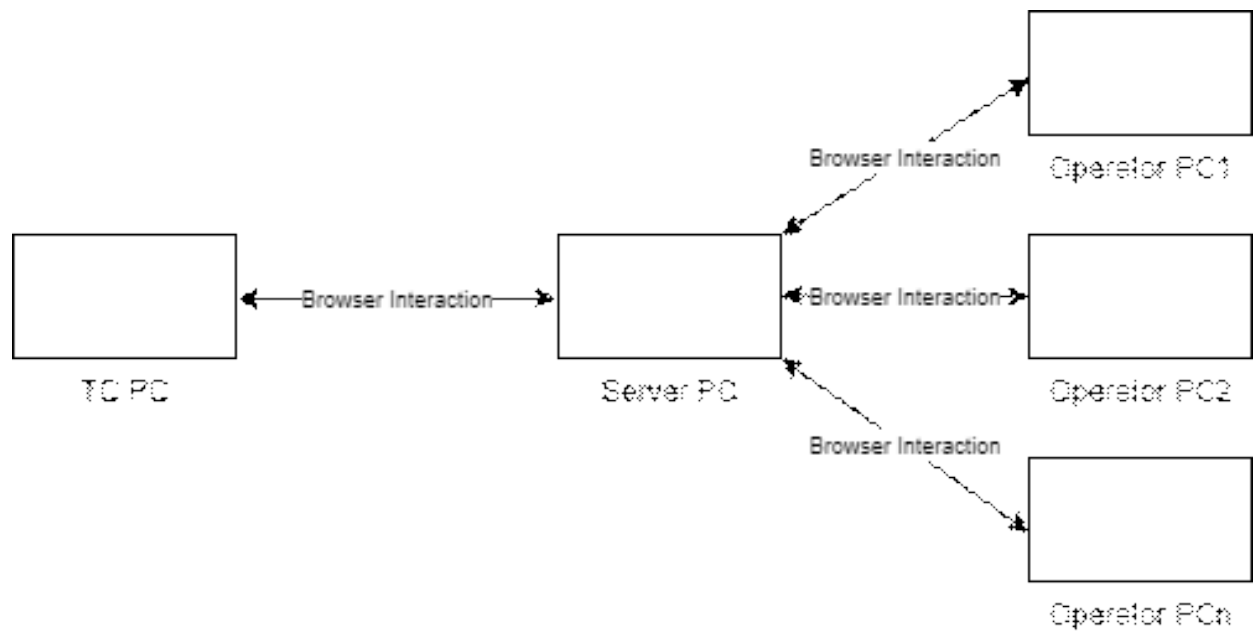 Browser Interaction
Operator PC1
Browser Interaction
Browser Interaction
TC PC
Server PC
Operator PC2
Browser Interaction
Operator PCn